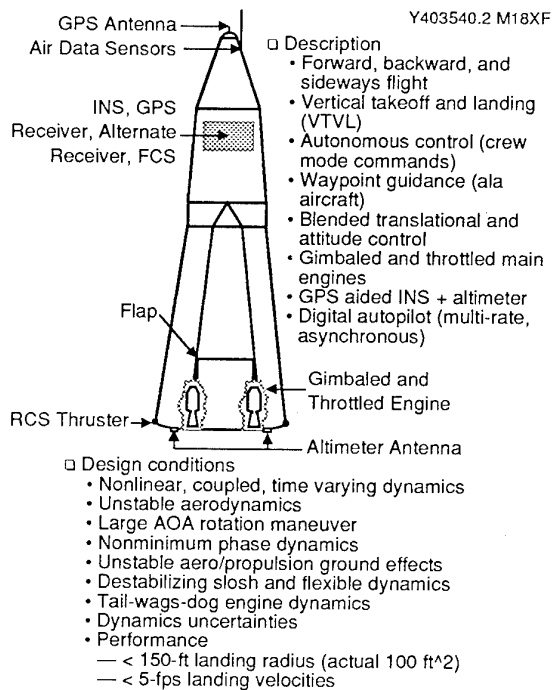 Y403540.2 M18XF
GPS Antenna
Air Data Sensors
INS, GPS
Receiver, Alternate
Receiver, FCS
Flap
RCS Thruster
Gimbaled and
Throttled Engine
Altimeter Antenna
❑ Description
• Forward, backward, and
sideways flight
• Vertical takeoff and landing
(VTVL)
• Autonomous control (crew
mode commands)
• Waypoint guidance (ala
aircraft)
• Blended translational and
attitude control
• Gimbaled and throttled main
engines
• GPS aided INS + altimeter
• Digital autopilot (multi-rate,
asynchronous)
❑ Design conditions
• Nonlinear, coupled, time varying dynamics
• Unstable aerodynamics
• Large AOA rotation maneuver
• Nonminimum phase dynamics
• Unstable aero/propulsion ground effects
• Destabilizing slosh and flexible dynamics
• Tail-wags-dog engine dynamics
• Dynamics uncertainties
• Performance
— < 150-ft landing radius (actual 100 ft^2)
— < 5-fps landing velocities